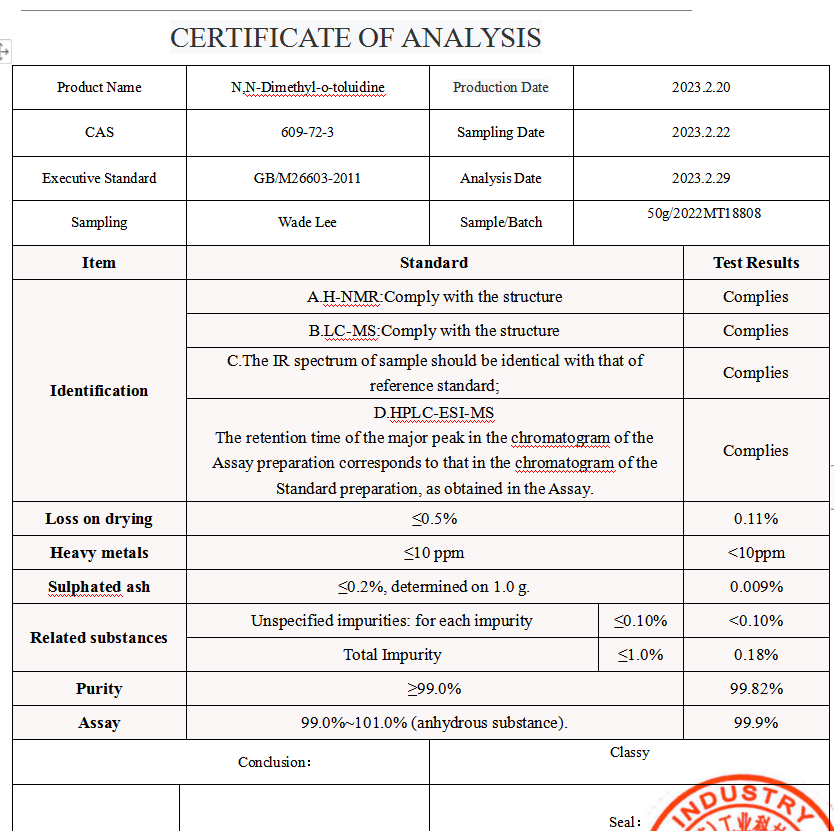 CERTIFICATE OF ANALYSIS
Product Name N,N-Dimethyl-o-toluidine Production Date 2023.2.20
CAS 609-72-3 Sampling Date 2023.2.22
Executive Standard GB/M26603-2011 Analysis Date 2023.2.29
Sampling Wade Lee Sample/Batch 50g/2022MT18808
Item Standard Test Results
Identification
A.H-NMR:Comply with the structure Complies
B.LC-MS:Comply with the structure Complies
C.The IR spectrum of sample should be identical with that of
reference standard; Complies
D.HPLC-ESI-MS
The retention time of the major peak in the chromatogram of the
Assay preparation corresponds to that in the chromatogram of the
Standard preparation, as obtained in the Assay. Complies
Loss on drying ≤0.5% 0.11%
Heavy metals ≤10 ppm <10ppm
Sulphated ash ≤0.2%, determined on 1.0 g. 0.009%
Related substances
Unspecified impurities: for each impurity ≤0.10% <0.10%
Total Impurity ≤1.0% 0.18%
Purity ≥99.0% 99.82%
Assay 99.0%~101.0% (anhydrous substance). 99.9%
Conclusion: Classy
Seal:
INDUSTRY
工业科